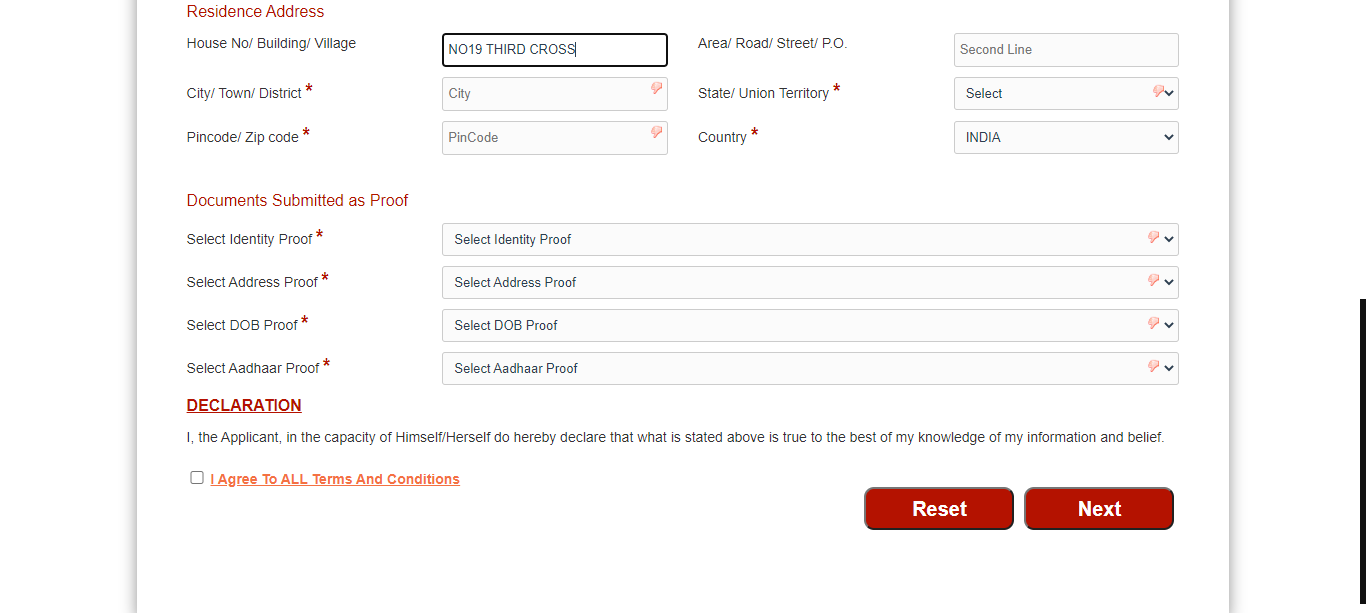 Residence Address
House No/ Building/ Village NO19 THIRD CROSS Area/ Road/ Street/ P.O. Second Line
City/ Town/ District * City State/ Union Territory * Select
Pincode/ Zip code * PinCode Country * INDIA
Documents Submitted as Proof
Select Identity Proof * Select Identity Proof
Select Address Proof * Select Address Proof
Select DOB Proof * Select DOB Proof
Select Aadhaar Proof * Select Aadhaar Proof
DECLARATION
I, the Applicant, in the capacity of Himself/Herself do hereby declare that what is stated above is true to the best of my knowledge of my information and belief.
I Agree To ALL Terms And Conditions
Reset Next